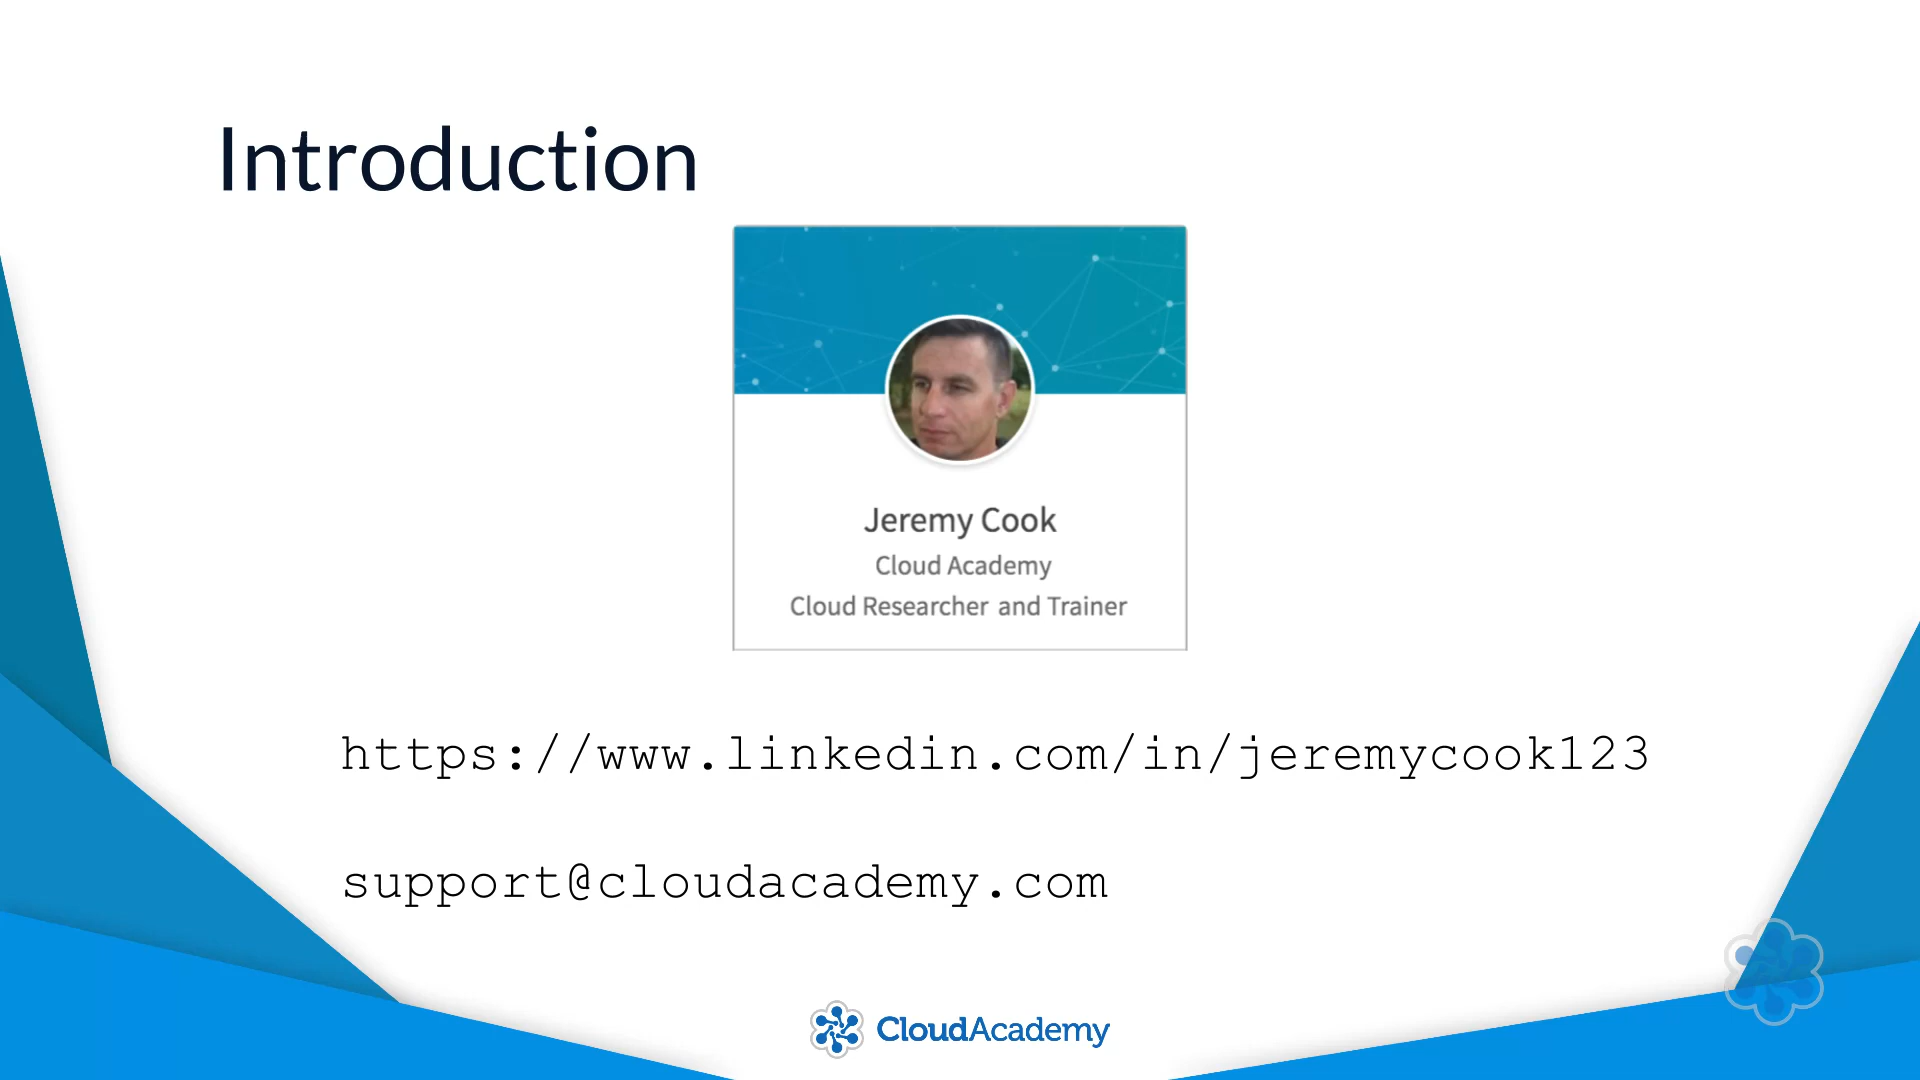 Introduction
Jeremy Cook
Cloud Academy
Cloud Researcher and Trainer
https://www.linkedin.com/in/jeremycook123
support@cloudacademy.com
CloudAcademy